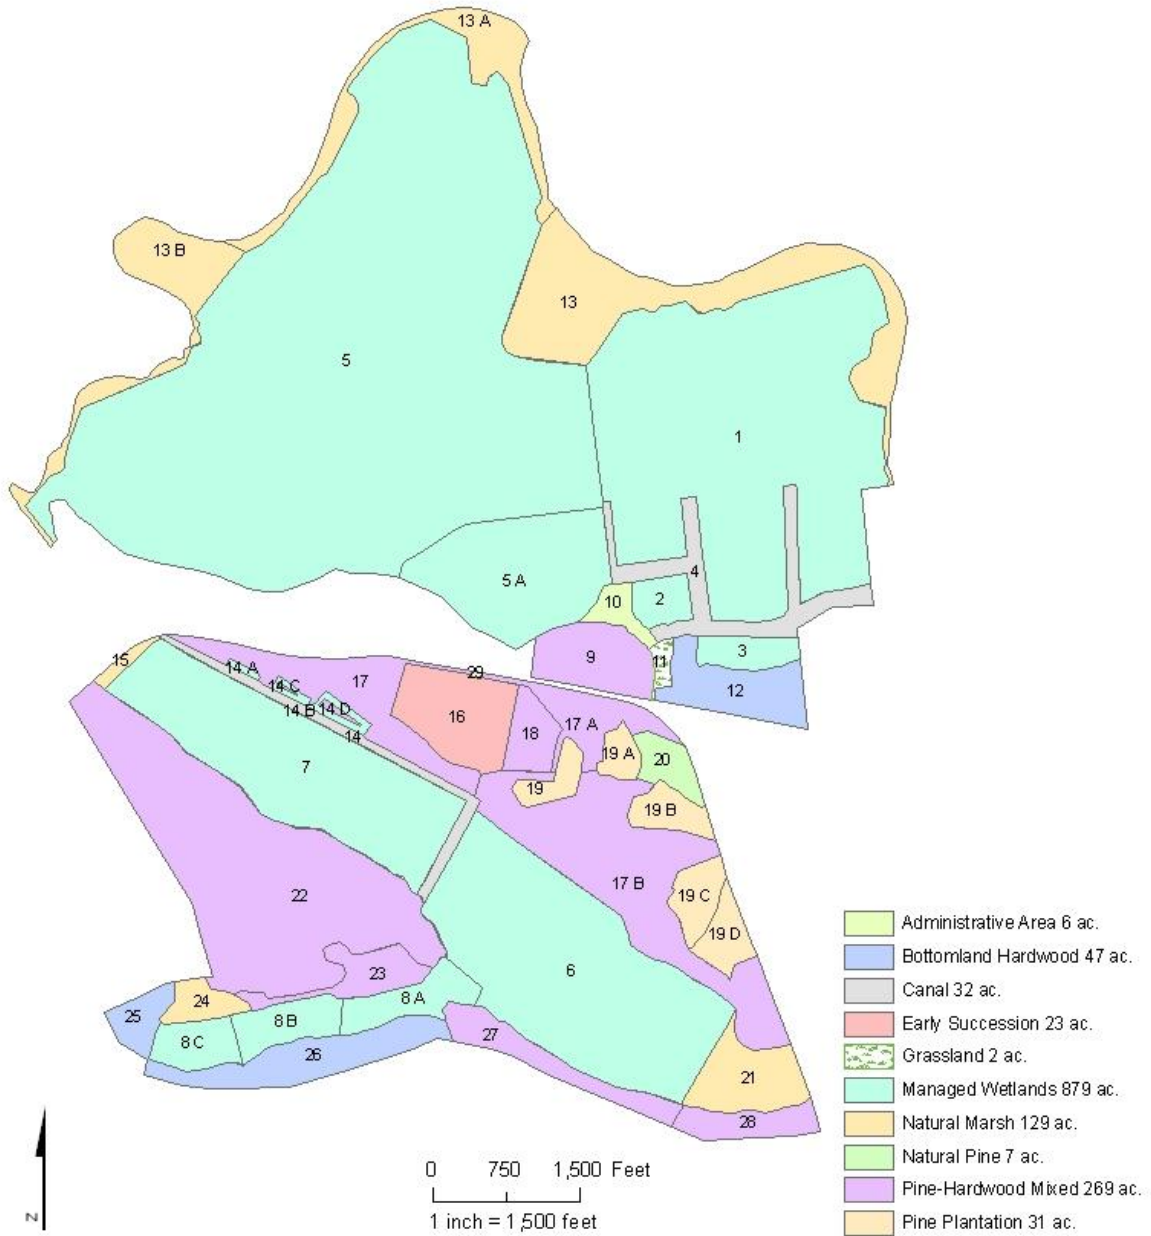 13 A
13 B
13
5
1
5 A
4
10
2
9
11
3
12
15
14 A
14 C
14 B
14 D
14
17
29
16
18
17 A
19 A
20
19
19 B
7
22
17 B
19 C
19 D
6
23
24
25
8 A
8 B
8 C
26
27
21
28
Administrative Area 6 ac.
Bottomland Hardwood 47 ac.
Canal 32 ac.
Early Succession 23 ac.
Grassland 2 ac.
Managed Wetlands 879 ac.
Natural Marsh 129 ac.
Natural Pine 7 ac.
Pine-Hardwood Mixed 269 ac.
Pine Plantation 31 ac.
N
0 750 1,500 Feet
1 inch = 1,500 feet